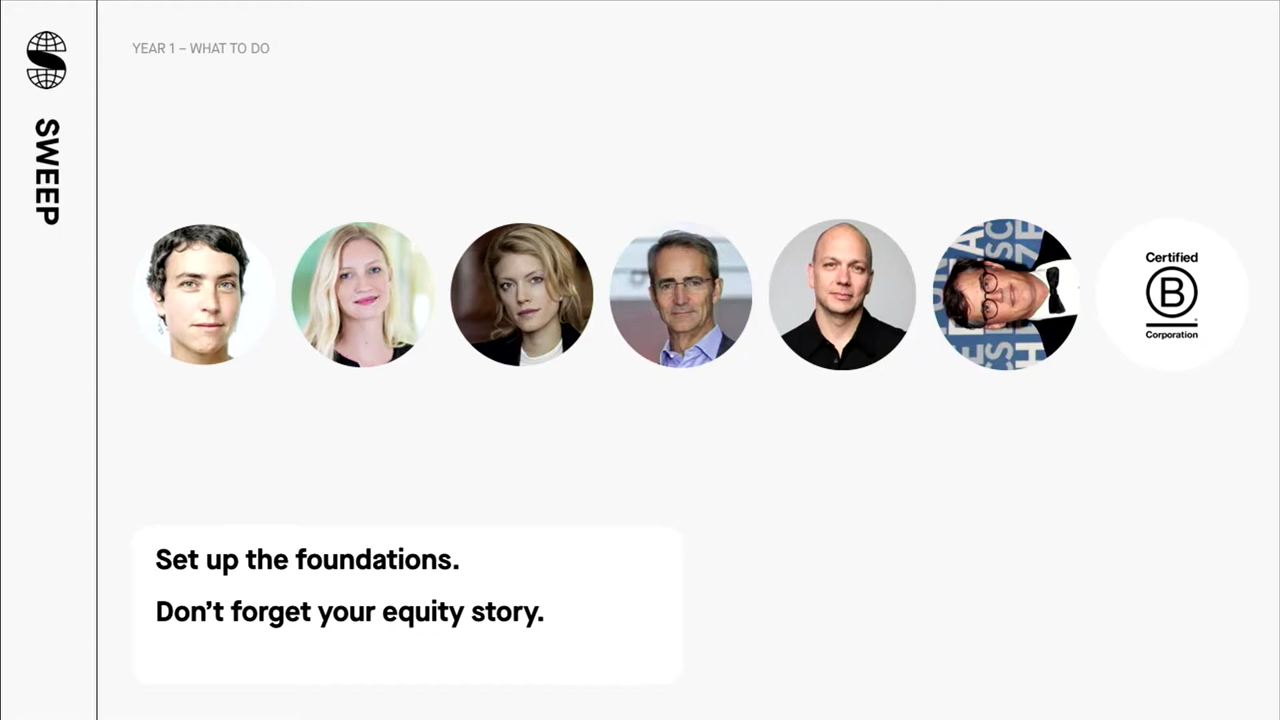 YEAR 1 – WHAT TO DO
SWEEP
Certified
B
Corporation
Set up the foundations.
Don’t forget your equity story.